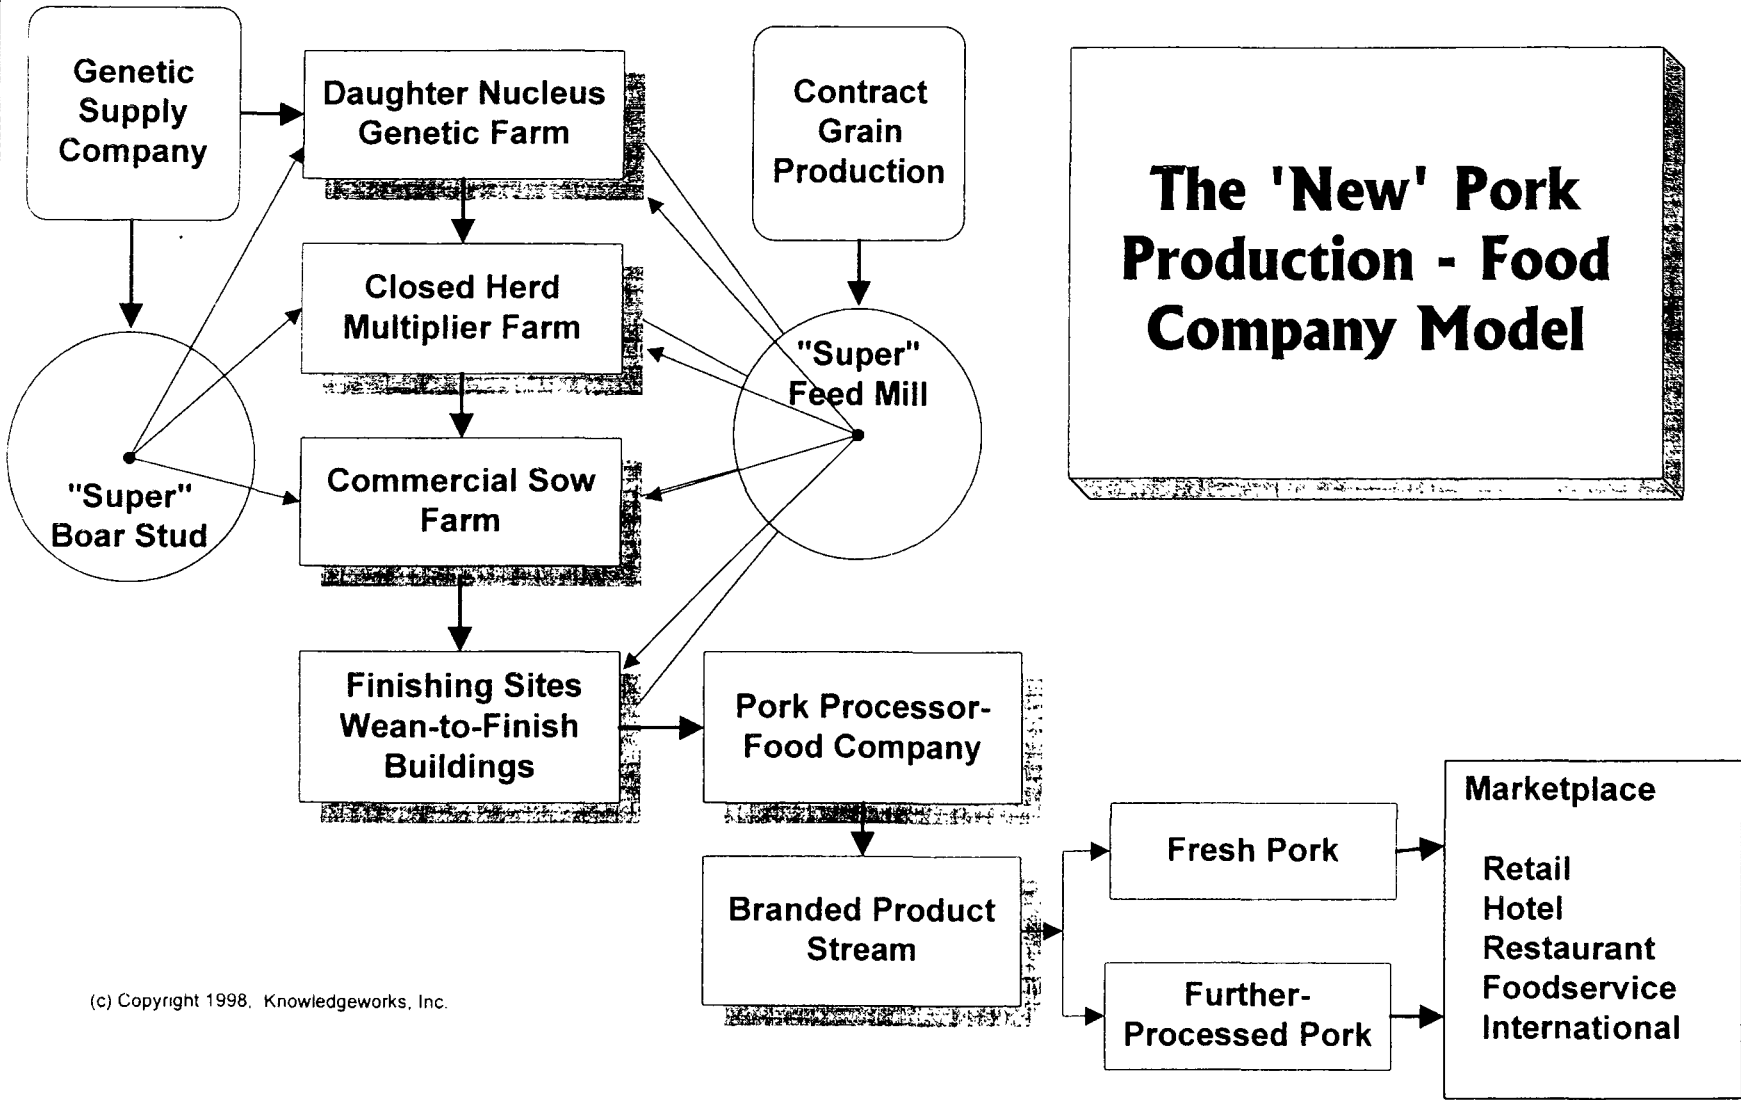 Genetic
Supply
Company
Daughter Nucleus
Genetic Farm
Contract
Grain
Production
The 'New' Pork
Production - Food
Company Model
Closed Herd
Multiplier Farm
"Super"
Feed Mill
"Super"
Boar Stud
Commercial Sow
Farm
Finishing Sites
Wean-to-Finish
Buildings
Pork Processor-
Food Company
Branded Product
Stream
Fresh Pork
Further-
Processed Pork
Marketplace
Retail
Hotel
Restaurant
Foodservice
International
(c) Copyright 1998, Knowledgeworks, Inc.